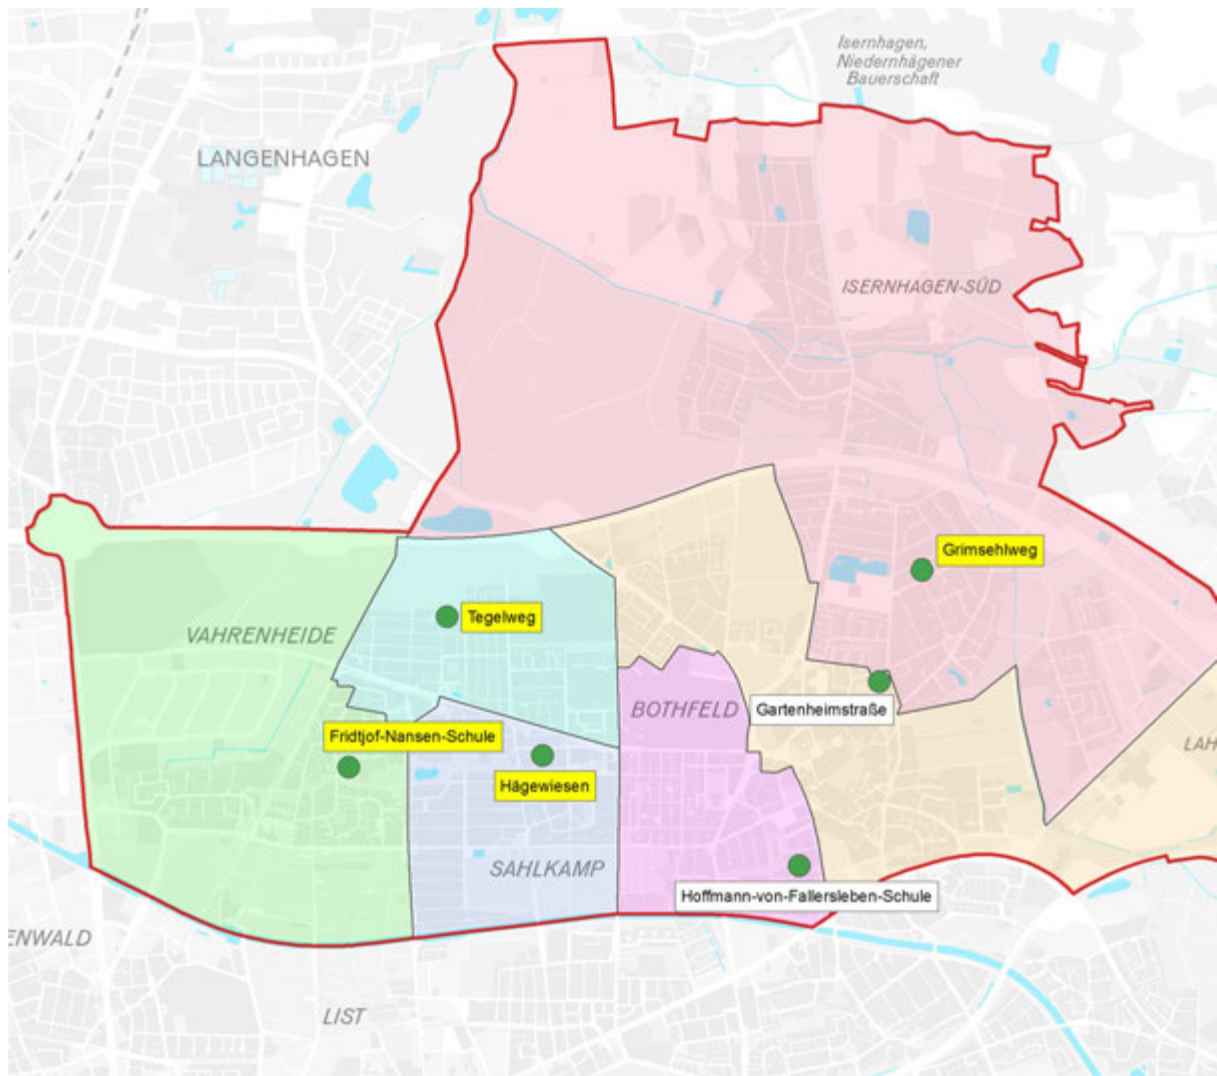 Isernhagen,
Niedernhägener
Bauerschaft
LANGENHAGEN
ISERNHAGEN-SÜD
Grimsehlweg
Tegelweg
VAHRENHEIDE
Gartenheimstraße
BOTHFELD
Fridtjof-Nansen-Schule
LAH
Hägewiesen
SAHLKAMP
Hoffmann-von-Fallersleben-Schule
ENWALD
LIST